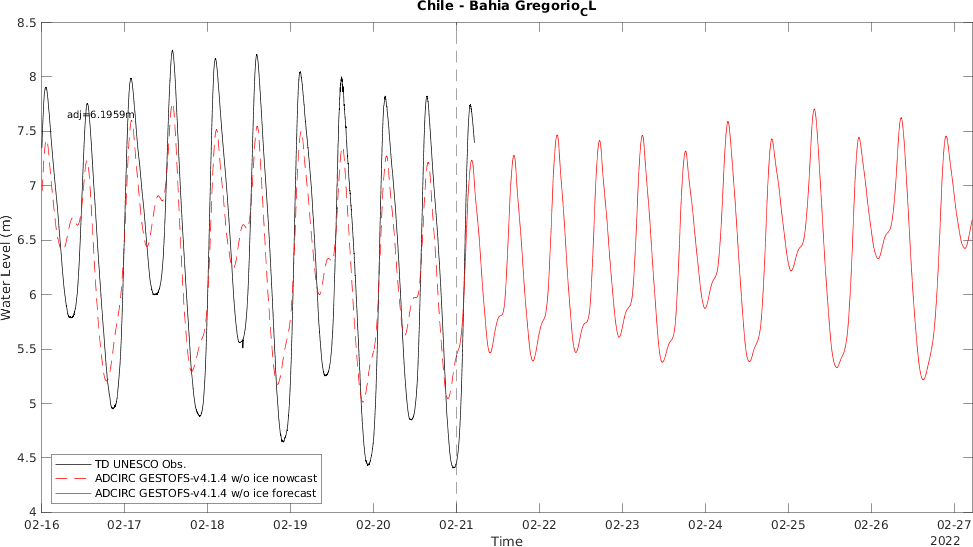 Chile - Bahia Gregorio_CL
8.5
8
adj=6.1959m
7.5
7
6.5
Water Level (m)
6
5.5
5
4.5
TD UNESCO Obs.
ADCIRC GESTOFS-v4.1.4 w/o ice nowcast
ADCIRC GESTOFS-v4.1.4 w/o ice forecast
4
02-16 02-17 02-18 02-19 02-20 02-21 02-22 02-23 02-24 02-25 02-26 02-27
Time 2022